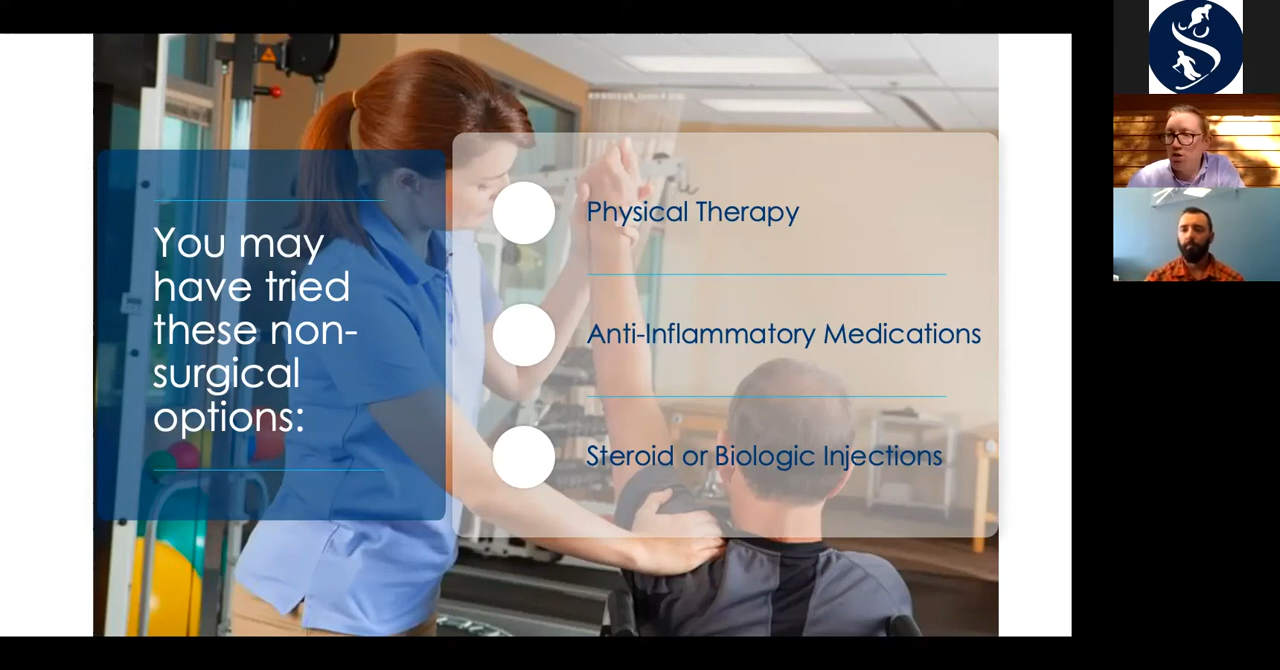 You may
have tried
these non-
surgical
options:
Physical Therapy
Anti-Inflammatory Medications
Steroid or Biologic Injections